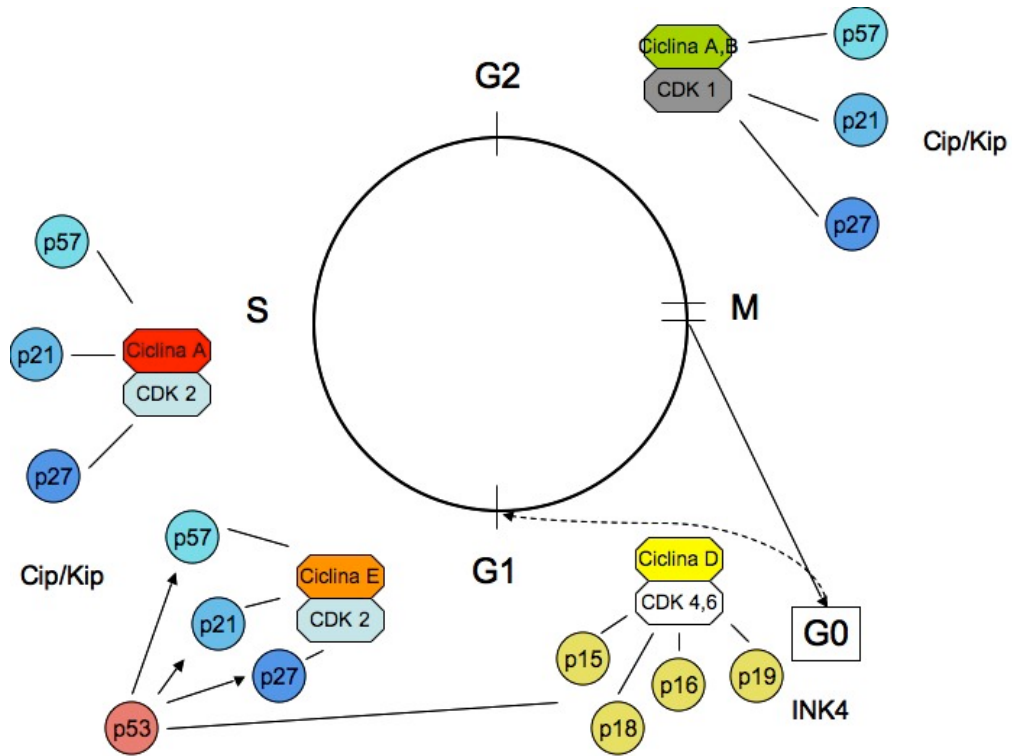 p57
Ciclina A,B
G2
CDK 1
p21
Cip/Kip
p57
p27
S
M
p21
Ciclina A
CDK 2
p27
p57
Ciclina E
G1
Ciclina D
Cip/Kip
CDK 2
CDK 4,6
p21
G0
p15
p27
p16
p19
INK4
p53
p18